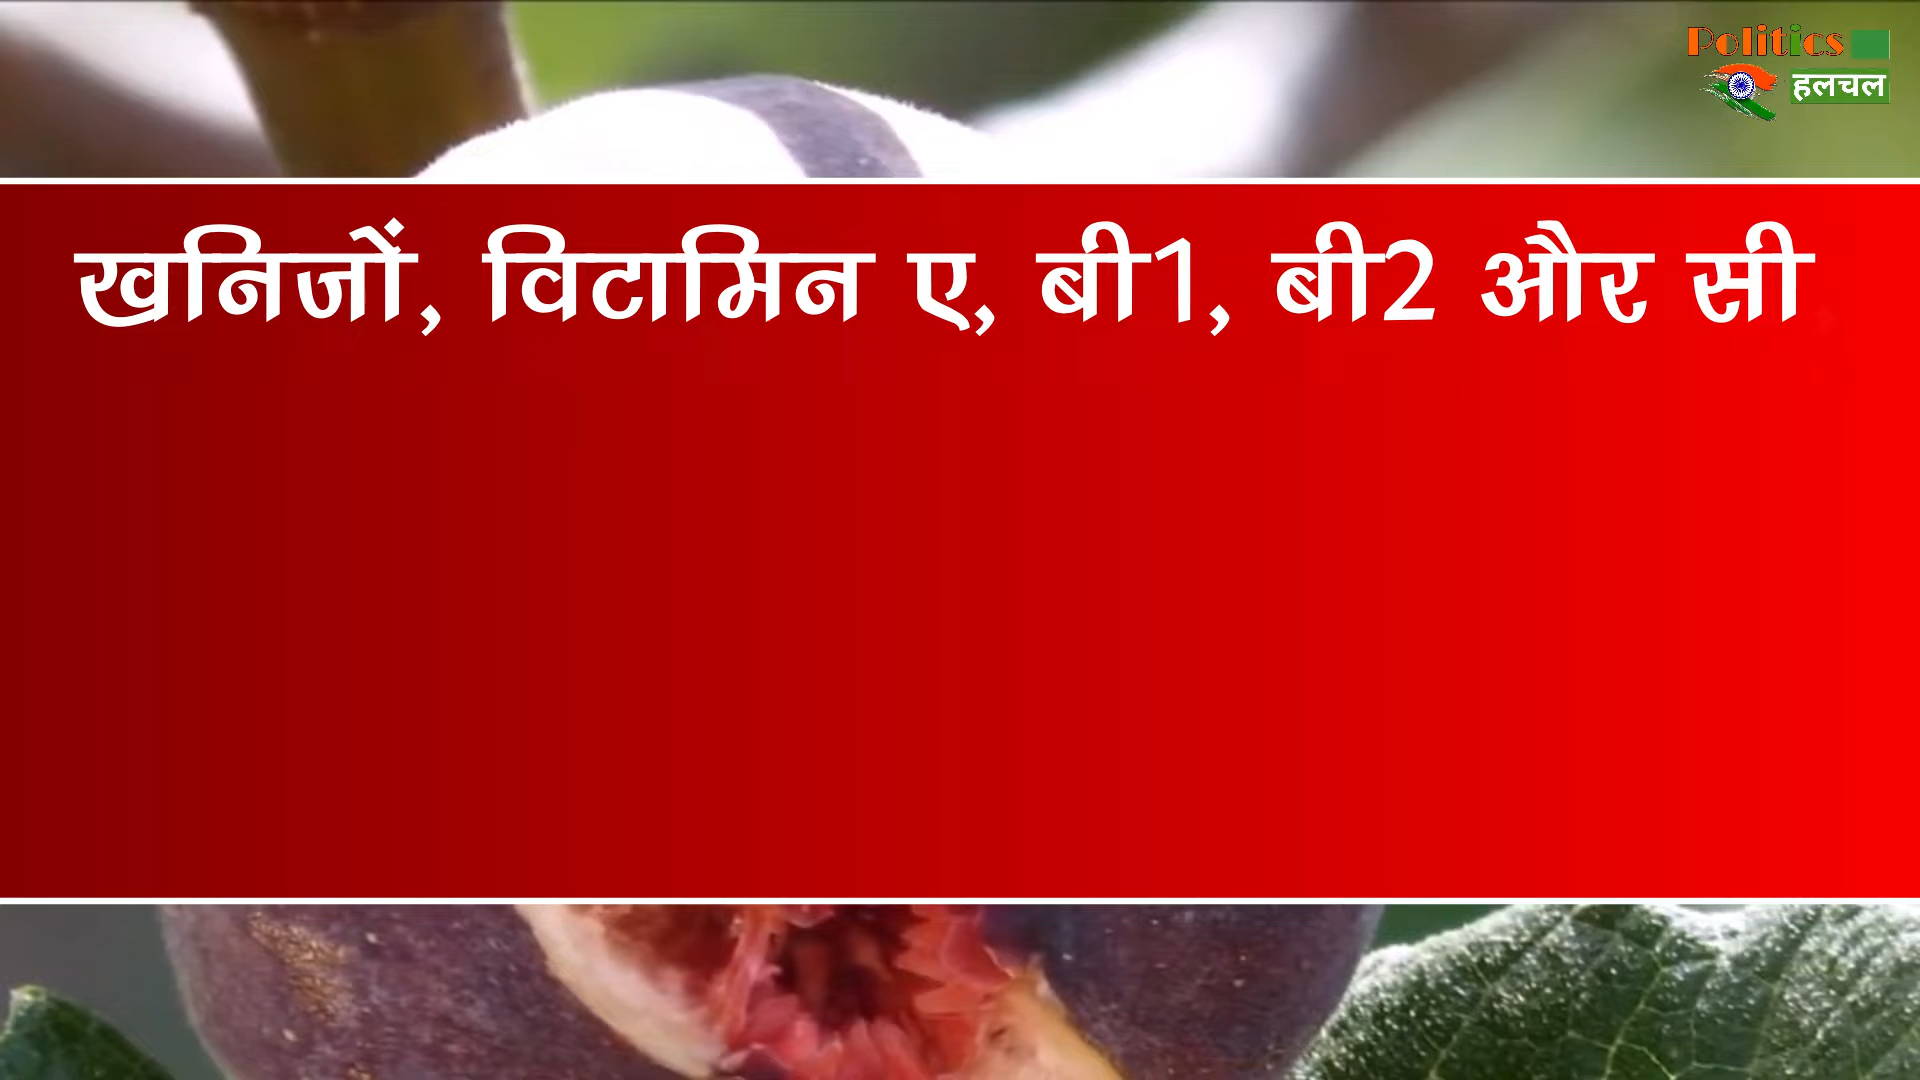 Politics
हलचल
खनिजों, विटामिन ए, बी1, बी2 और सी